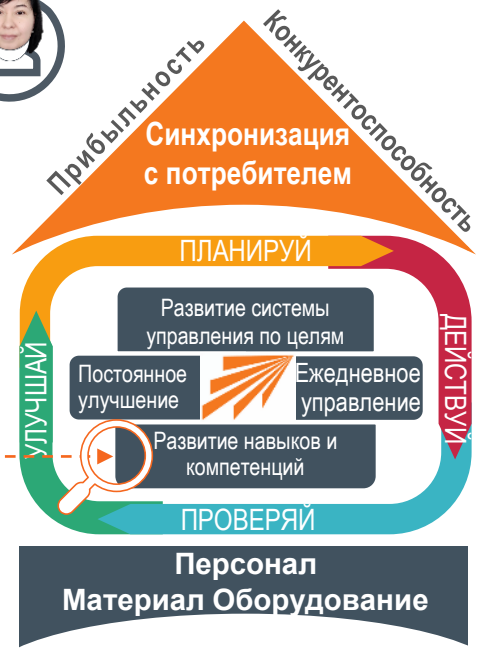 Прибыльность
Конкурентоспособность
Синхронизация
с потребителем
ПЛАНИРУЙ
ДЕЙСТВУЙ
Развитие системы
управления по целям
Постоянное
улучшение
Ежедневное
управление
Развитие навыков и
компетенций
УЛУЧШАЙ
ПРОВЕРЯЙ
Персонал
Материал Оборудование